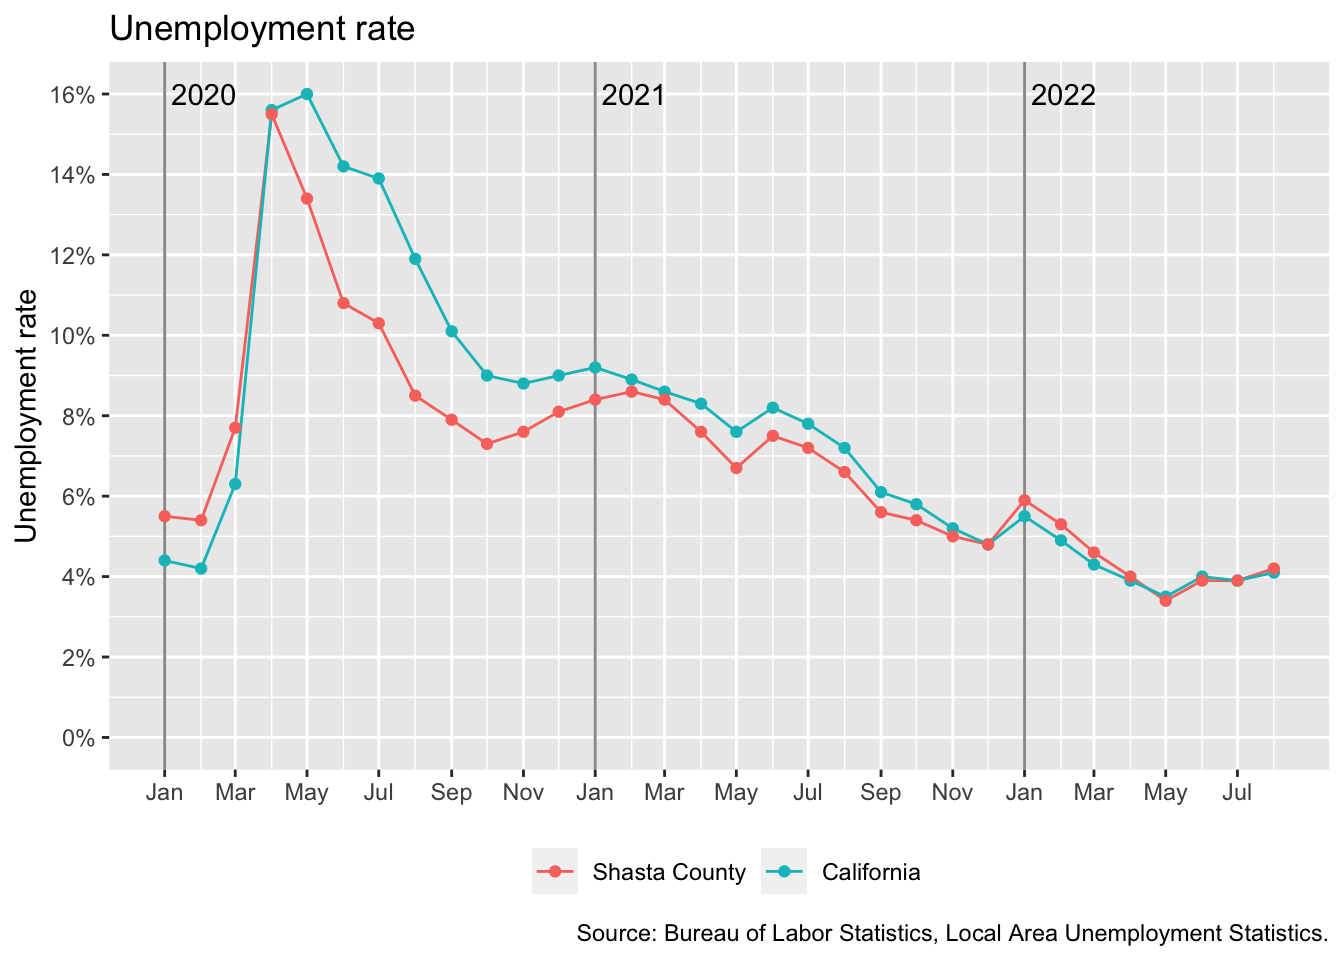 Unemployment rate
2020 2021 2022
16%
14%
12%
10%
8%
6%
4%
2%
0%
Unemployment rate
Jan Mar May Jul Sep Nov Jan Mar May Jul Sep Nov Jan Mar May Jul
Shasta County California
Source: Bureau of Labor Statistics, Local Area Unemployment Statistics.